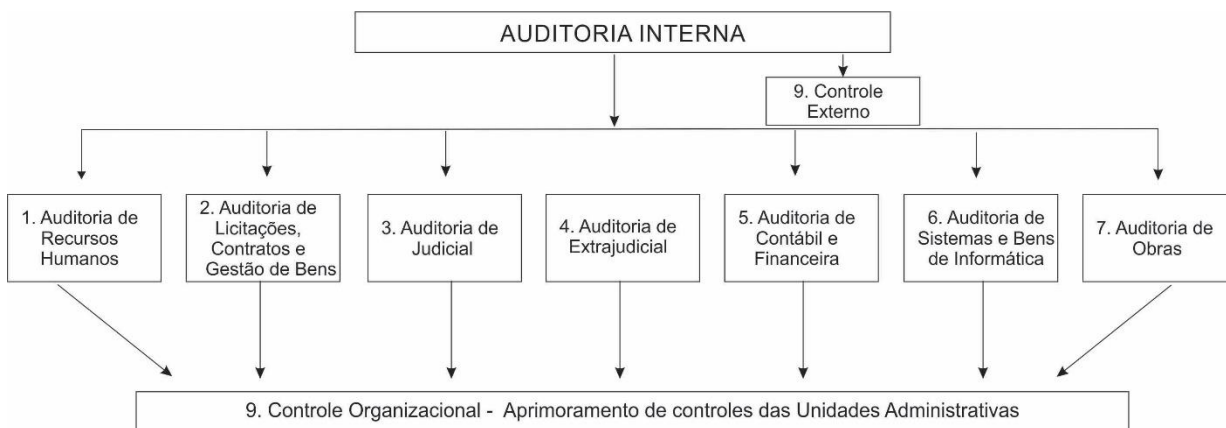 AUDITORIA INTERNA
9. Controle
Externo
1. Auditoria de
Recursos
Humanos
2. Auditoria de
Licitações,
Contratos e
Gestão de Bens
3. Auditoria de
Judicial
4. Auditoria de
Extrajudicial
5. Auditoria de
Contábil e
Financeira
6. Auditoria de
Sistemas e Bens
de Informática
7. Auditoria de
Obras
9. Controle Organizacional - Aprimoramento de controles das Unidades Administrativas